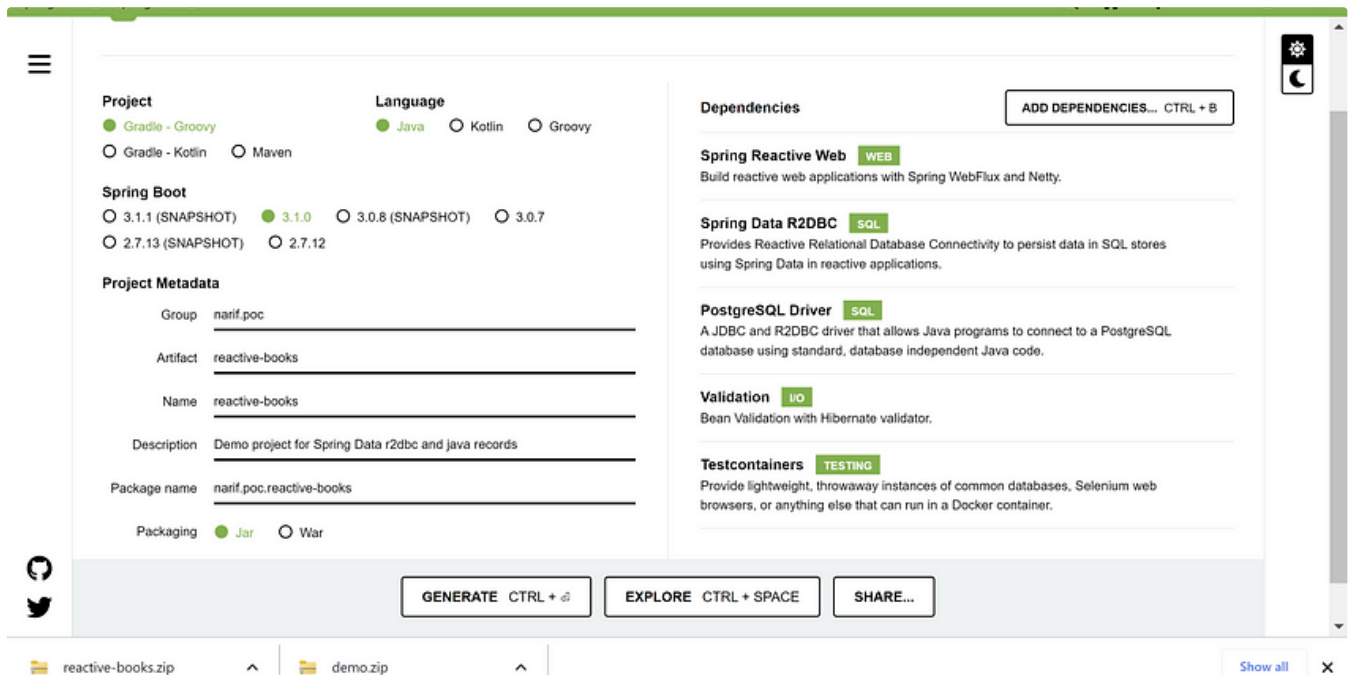 Project
Gradle - Groovy
Gradle - Kotlin Maven
Language
Java Kotlin Groovy
Spring Boot
3.1.1 (SNAPSHOT) 3.1.0 3.0.8 (SNAPSHOT) 3.0.7
2.7.13 (SNAPSHOT) 2.7.12
Project Metadata
Group narif.poc
Artifact reactive-books
Name reactive-books
Description Demo project for Spring Data r2dbc and java records
Package name narif.poc.reactive-books
Packaging Jar War
Dependencies ADD DEPENDENCIES... CTRL + B
Spring Reactive Web WEB
Build reactive web applications with Spring WebFlux and Netty.
Spring Data R2DBC SQL
Provides Reactive Relational Database Connectivity to persist data in SQL stores
using Spring Data in reactive applications.
PostgreSQL Driver SQL
A JDBC and R2DBC driver that allows Java programs to connect to a PostgreSQL
database using standard, database independent Java code.
Validation I/O
Bean Validation with Hibernate validator.
Testcontainers TESTING
Provide lightweight, throwaway instances of common databases, Selenium web
browsers, or anything else that can run in a Docker container.
GENERATE CTRL + ⏎ EXPLORE CTRL + SPACE SHARE...
reactive-books.zip demo.zip Show all